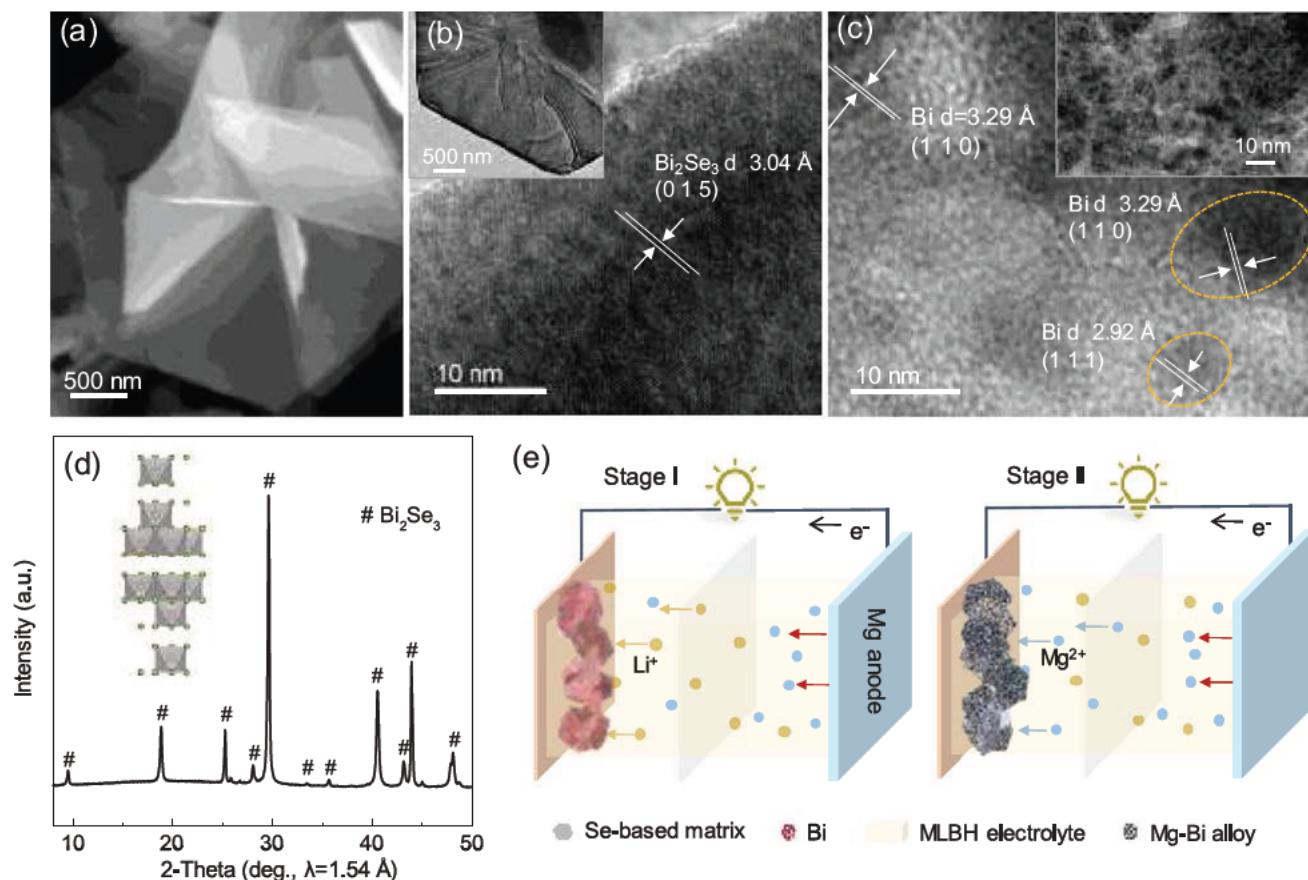 (a)
500 nm
(b)
500 nm
Bi₂Se₃ d 3.04 Å
(0 1 5)
10 nm
(c)
Bi d=3.29 Å
(1 1 0)
10 nm
Bi d 3.29 Å
(1 1 0)
Bi d 2.92 Å
(1 1 1)
10 nm
(d)
#
#
#
#
#
#
#
#
#
#
#
# Bi₂Se₃
Intensity (a.u.)
10 20 30 40 50
2-Theta (deg., λ=1.54 Å)
(e)
Stage I
e⁻
Li⁺
Mg anode
Stage II
e⁻
Mg²⁺
Se-based matrix
Bi
MLBH electrolyte
Mg-Bi alloy